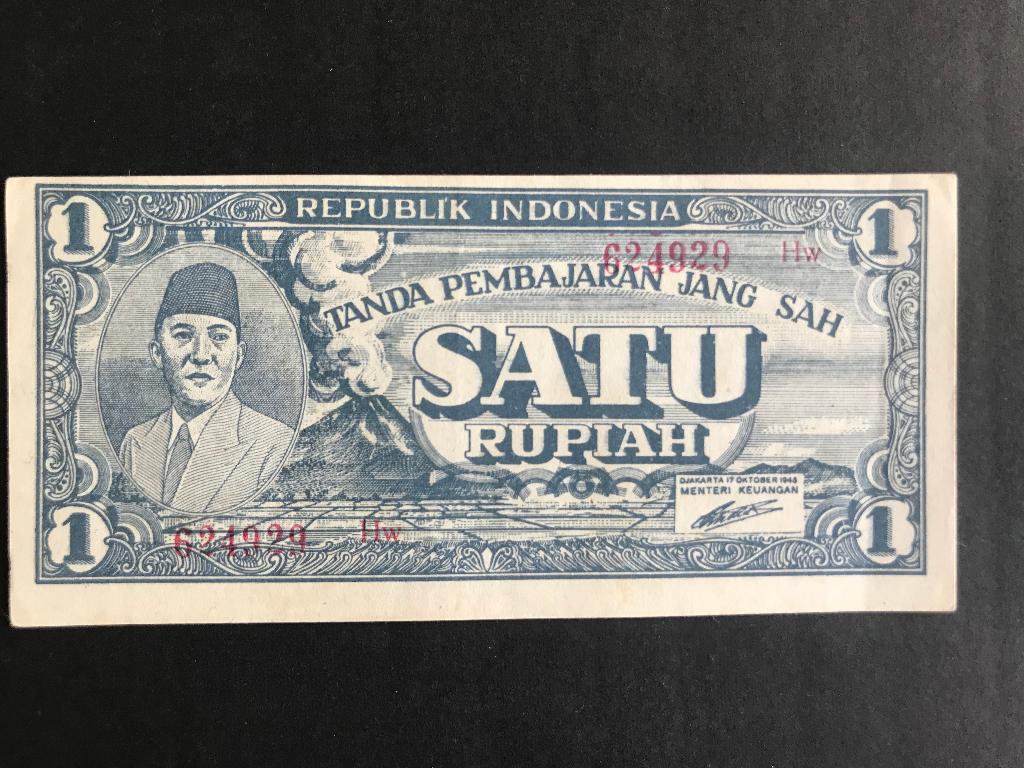 1 REPUBLIK INDONESIA 1
624929 Hw
TANDA PEMBAJARAN JANG SAH
SATU
RUPIAH
DJAKARTA 17 OKTOBER 1945
MENTERI KEUANGAN
1 624929 Hw 1